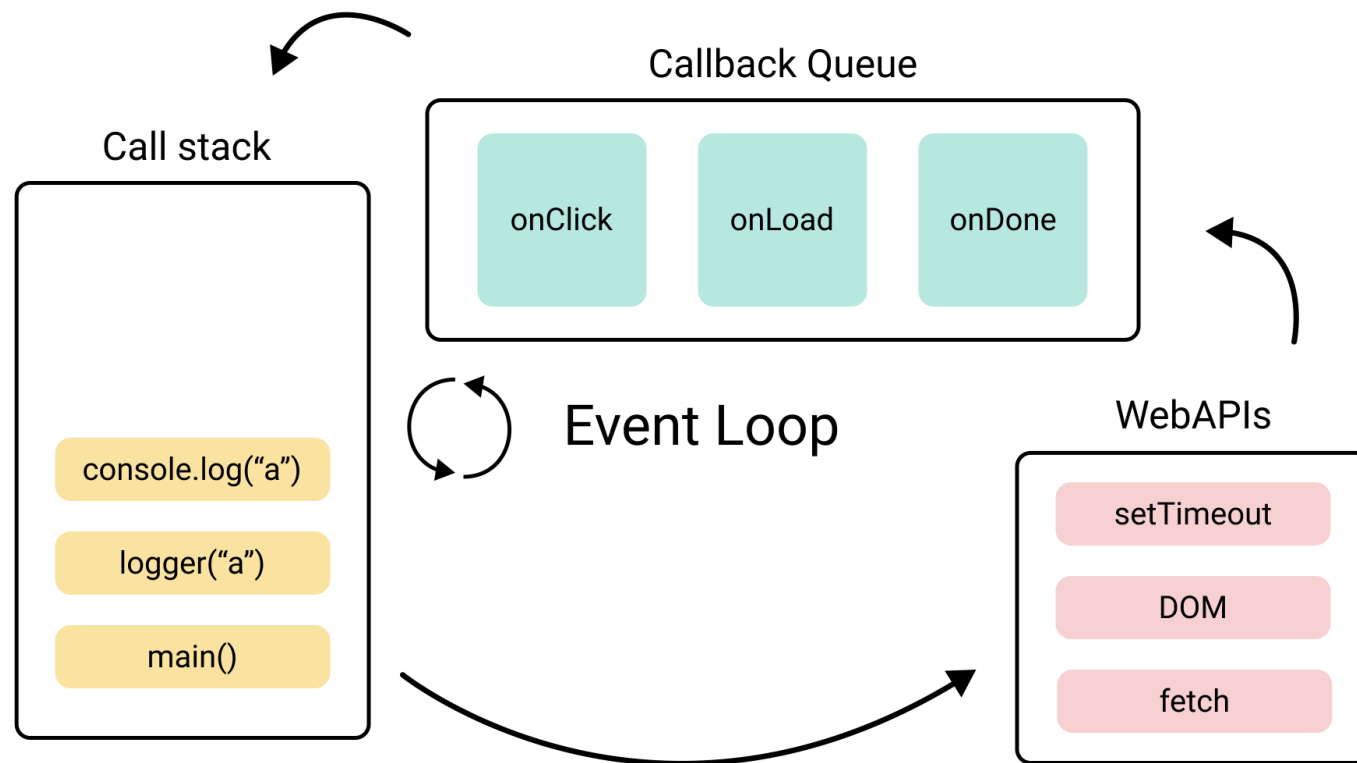 Callback Queue
Call stack
onClick
onLoad
onDone
Event Loop
WebAPIs
console.log(“a”)
logger(“a”)
main()
setTimeout
DOM
fetch